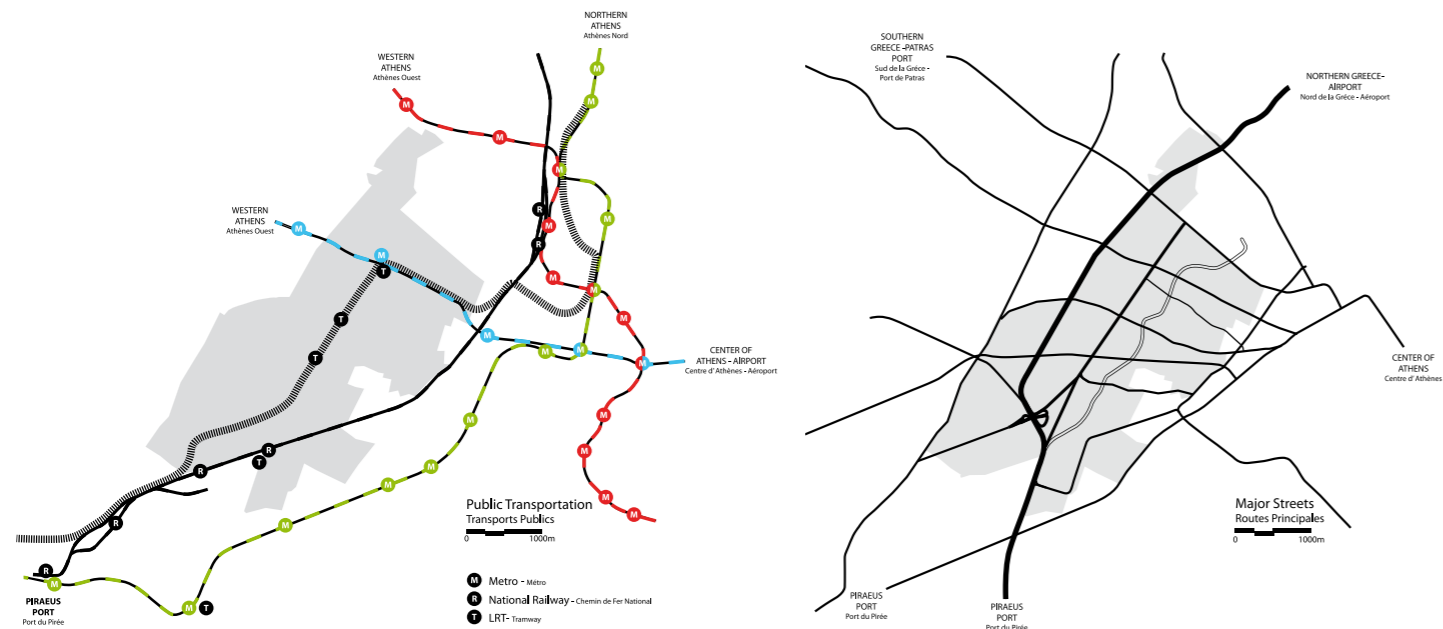 NORTHERN
ATHENS
Athènes Nord
WESTERN
ATHENS
Athènes Ouest
M
M
M
M
M
R
M
M
R
M
M
M
WESTERN
ATHENS
Athènes Ouest
M
M
T
T
T
M
M
M
M
M
CENTER OF
ATHENS - AIRPORT
Centre d' Athènes - Aéroport
M
M
M
M
M
M
M
M
R
T
R
R
R
M
M
T
PIRAEUS
PORT
Port du Pirée
Public Transportation
Transports Publics
0 1000m
M Metro - Métro
R National Railway - Chemin de Fer National
T LRT- Tramway
SOUTHERN
GREECE -PATRAS
PORT
Sud de la Gréce -
Port de Patras
NORTHERN GREECE-
AIRPORT
Nord de la Gréce - Aéroport
CENTER OF
ATHENS
Centre d' Athènes
Major Streets
Routes Principales
0 1000m
PIRAEUS
PORT
Port du Pirée
PIRAEUS
PORT
Port du Pirée